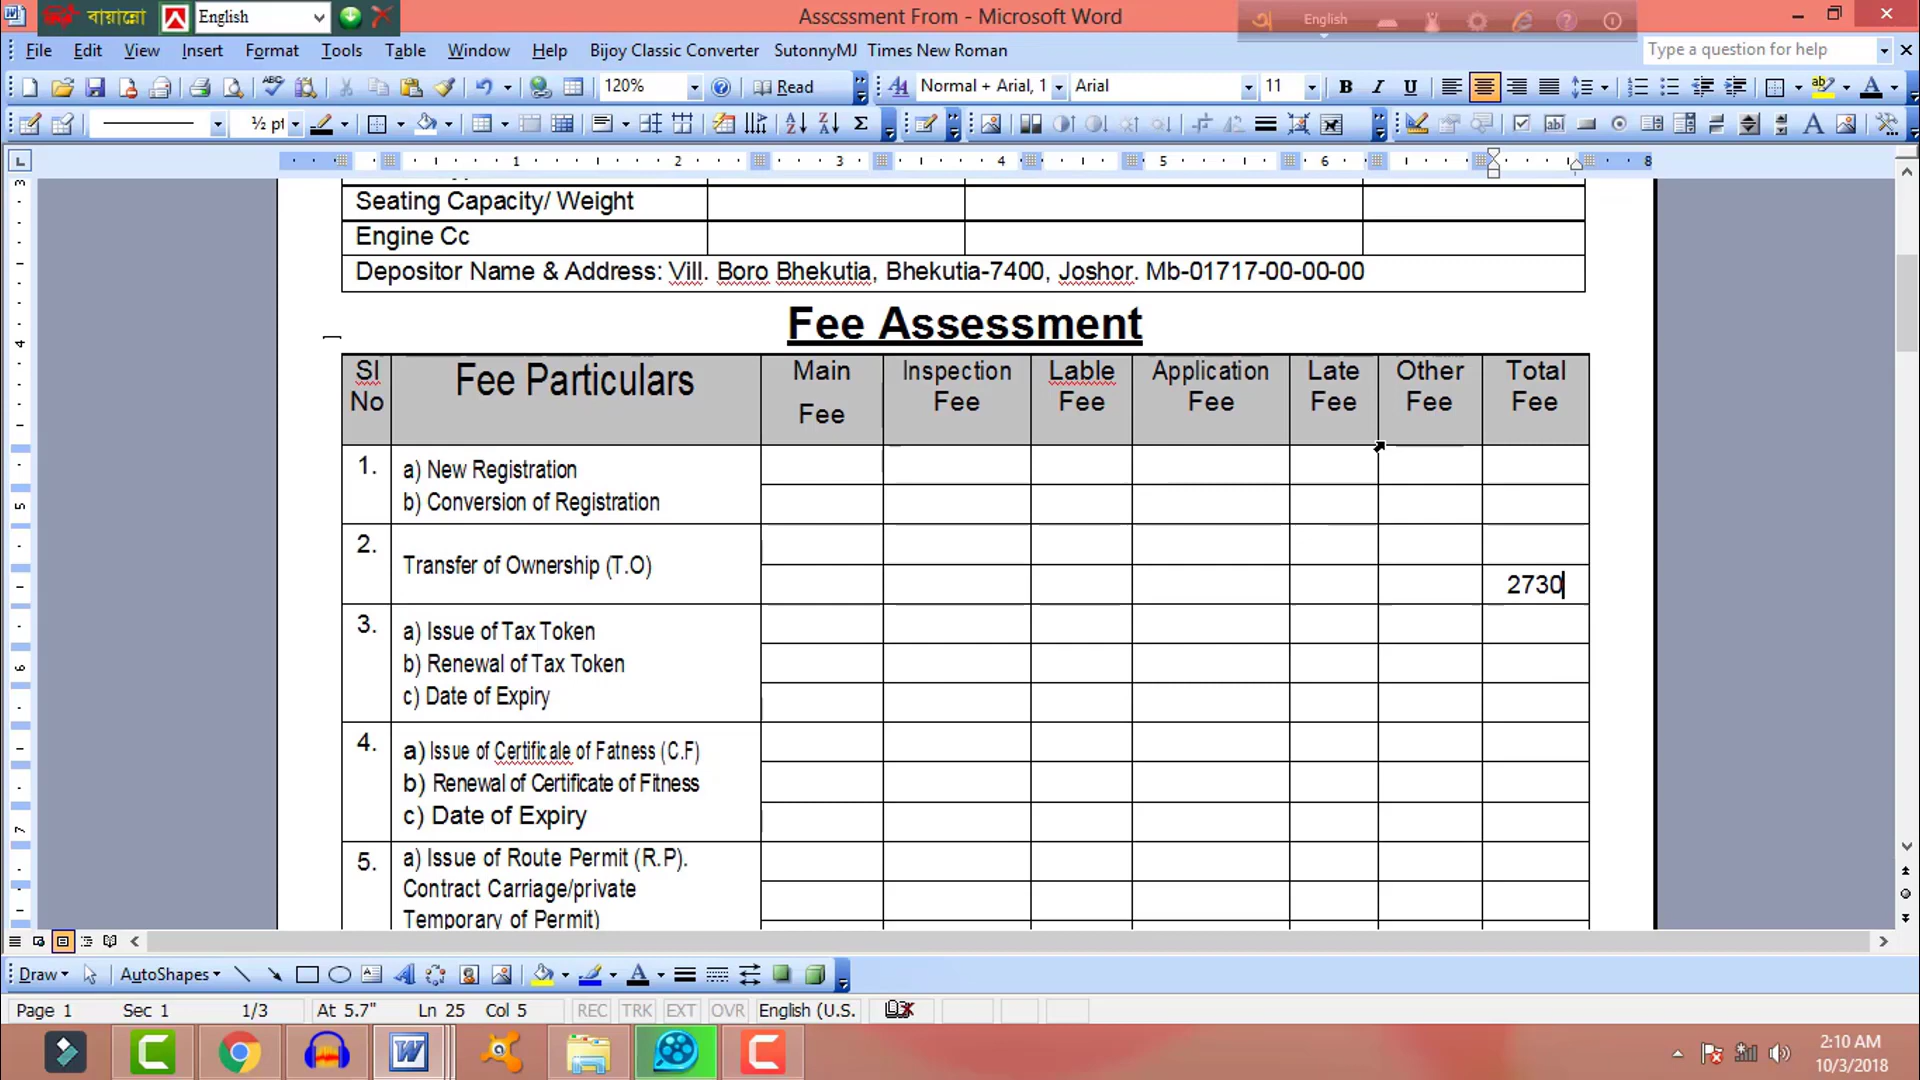 বায়ান্নো English Asscssment From - Microsoft Word English
File Edit View Insert Format Tools Table Window Help Bijoy Classic Converter SutonnyMJ Times New Roman Type a question for help
120% Read Normal + Arial, 1 Arial 11 B I U
½ pt
1 2 3 4 5 6 8
Seating Capacity/ Weight
Engine Cc
Depositor Name & Address: Vill. Boro Bhekutia, Bhekutia-7400, Joshor. Mb-01717-00-00-00
Fee Assessment
Sl No Fee Particulars Main Fee Inspection Fee Lable Fee Application Fee Late Fee Other Fee Total Fee
1. a) New Registration
b) Conversion of Registration
2. Transfer of Ownership (T.O)
2730
3. a) Issue of Tax Token
b) Renewal of Tax Token
c) Date of Expiry
4. a) Issue of Certificale of Fatness (C.F)
b) Renewal of Certificate of Fitness
c) Date of Expiry
5. a) Issue of Route Permit (R.P).
Contract Carriage/private
Temporary of Permit)
Draw AutoShapes
Page 1 Sec 1 1/3 At 5.7" Ln 25 Col 5 REC TRK EXT OVR English (U.S.
2:10 AM
10/3/2018